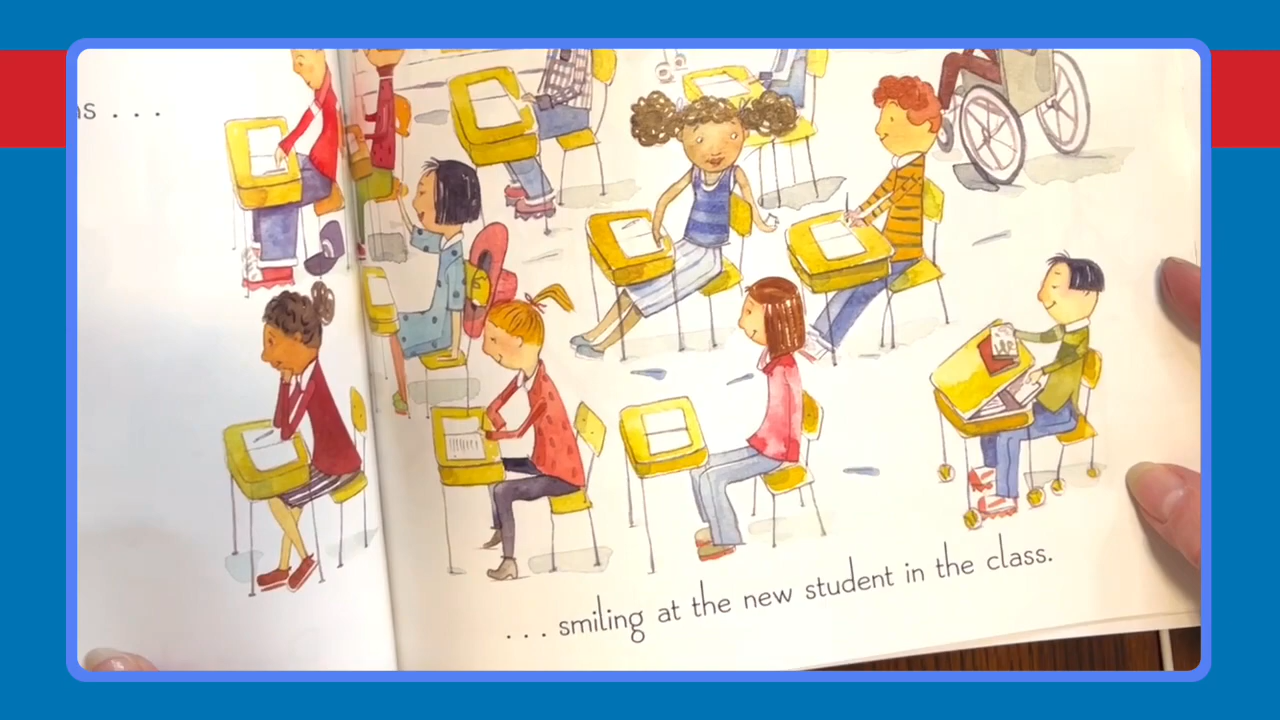 . . .
. . . smiling at the new student in the class.